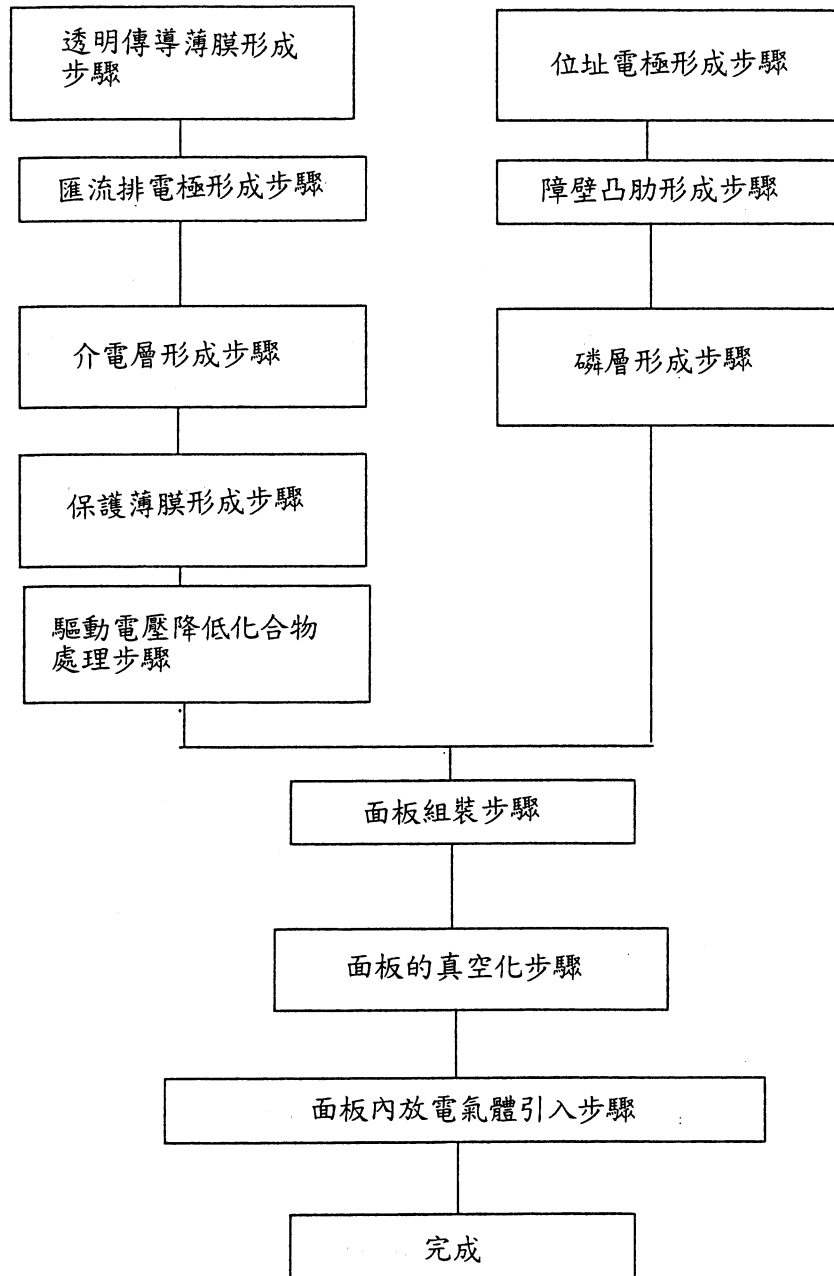 透明傳導薄膜形成
步驟
匯流排電極形成步驟
介電層形成步驟
保護薄膜形成步驟
驅動電壓降低化合物
處理步驟
位址電極形成步驟
障壁凸肋形成步驟
磷層形成步驟
面板組裝步驟
面板的真空化步驟
面板內放電氣體引入步驟
完成